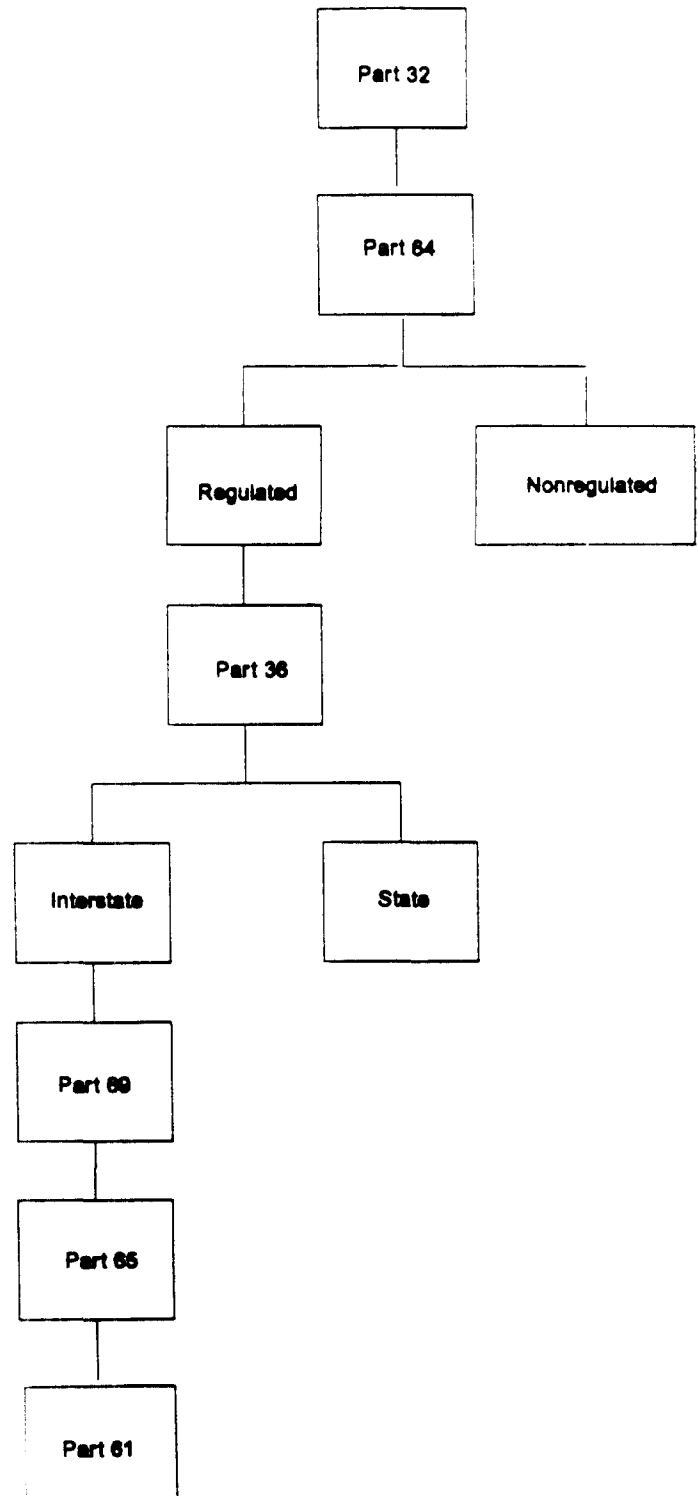 Part 32
Part 64
Regulated
Nonregulated
Part 36
Interstate
State
Part 69
Part 65
Part 61